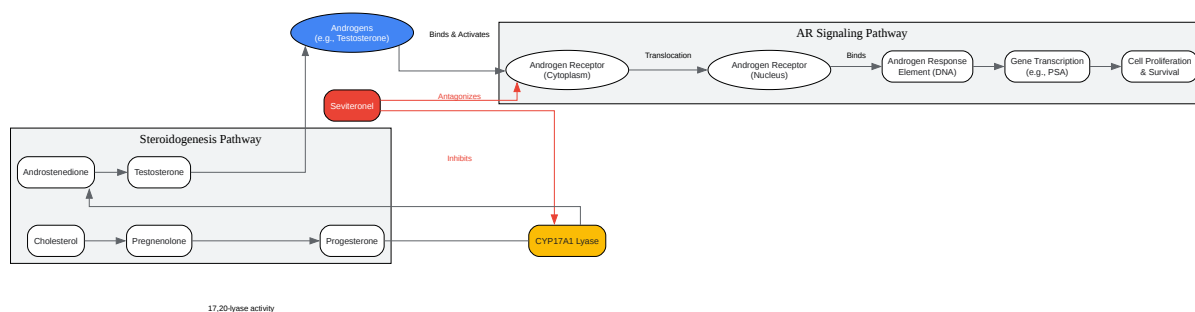 Androgens
(e.g., Testosterone)
Binds & Activates
AR Signaling Pathway
Androgen Receptor
(Cytoplasm)
Translocation
Androgen Receptor
(Nucleus)
Binds
Androgen Response
Element (DNA)
Gene Transcription
(e.g., PSA)
Cell Proliferation
& Survival
Seviteronel
Antagonizes
Inhibits
Steroidogenesis Pathway
Androstenedione
Testosterone
Cholesterol
Pregnenolone
Progesterone
CYP17A1 Lyase
17,20-lyase activity